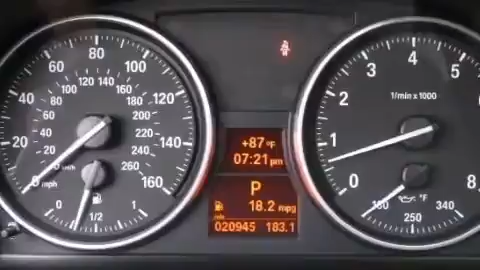 20 40 60 80 100 120 140 160
20 40 60 80 100 120 140 160 180 200 220 240 260
mph
0 1/2 1
+87 °F
07:21 pm
P
18.2 mpg
020945 183.1
0 1 2 3 4 5
8
1/min x 1000
°F
250 340